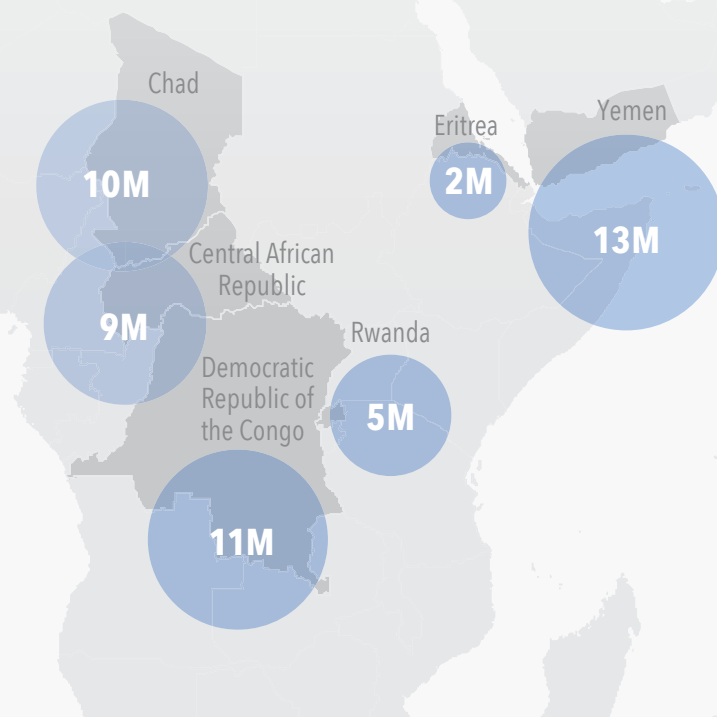 Chad
10M
Eritrea
2M
Yemen
13M
Central African
Republic
9M
Rwanda
5M
Democratic
Republic of
the Congo
11M